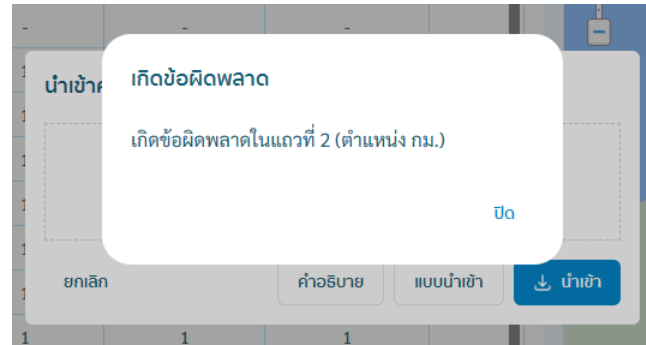 - - -
เกิดข้อผิดพลาด
นำเข้า
เกิดข้อผิดพลาดในแถวที่ 2 (ตำแหน่ง กม.)
ปิด
ยกเลิก คำอธิบาย แบบนำเข้า นำเข้า
1 1 1